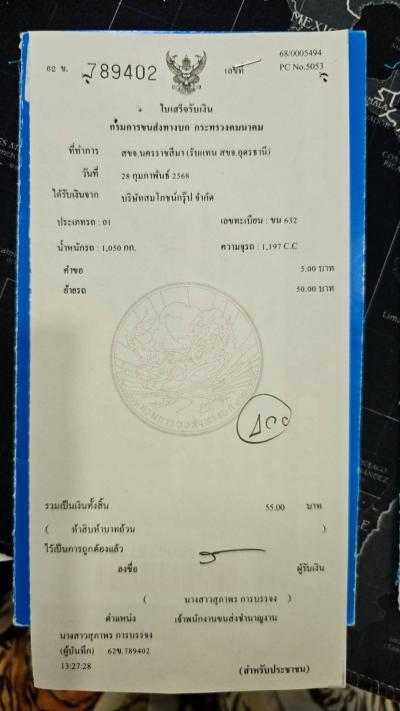 68/0005494
62 ข. 789402 เลขที่ PC No.5053
ใบเสร็จรับเงิน
กรมการขนส่งทางบก กระทรวงคมนาคม
ที่ทำการ สขจ.นครราชสีมา (รับแทน สขจ.อุดรธานี)
วันที่ 28 กุมภาพันธ์ 2568
ได้รับเงินจาก บริษัทสมโภชน์กรุ๊ป จำกัด
ประเภทรถ : 01 เลขทะเบียน : ขน 632
น้ำหนักรถ : 1,050 กก. ความจุรถ : 1,197 C.C
คำขอ 5.00 บาท
ย้ายรถ 50.00 บาท
กรมการขนส่งทางบก
รวมเป็นเงินทั้งสิ้น 55.00 บาท
( ห้าสิบห้าบาทถ้วน )
ไว้เป็นการถูกต้องแล้ว
ลงชื่อ ผู้รับเงิน
( นางสาวสุภาพร การบรรจง )
ตำแหน่ง เจ้าพนักงานขนส่งชำนาญงาน
นางสาวสุภาพร การบรรจง
(ผู้บันทึก) 62ข.789402
13:27:28 (สำหรับประชาชน)